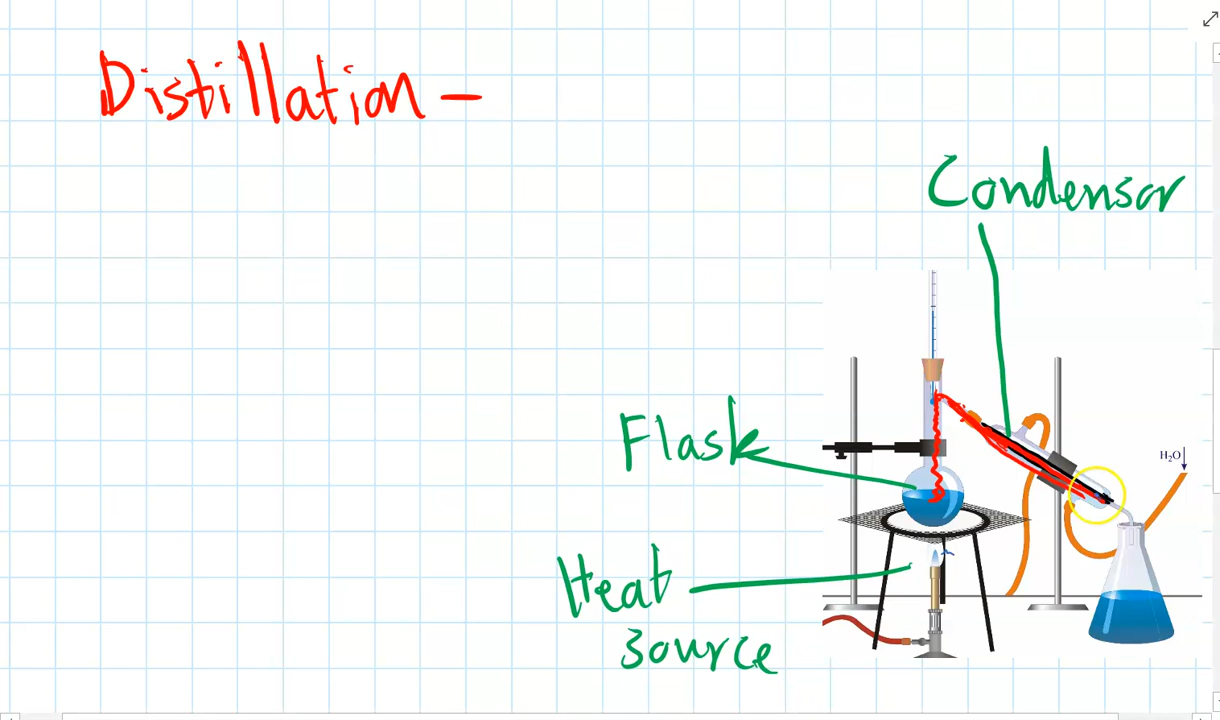 Distillation -
Condensor
Flask
H₂O
Heat
source